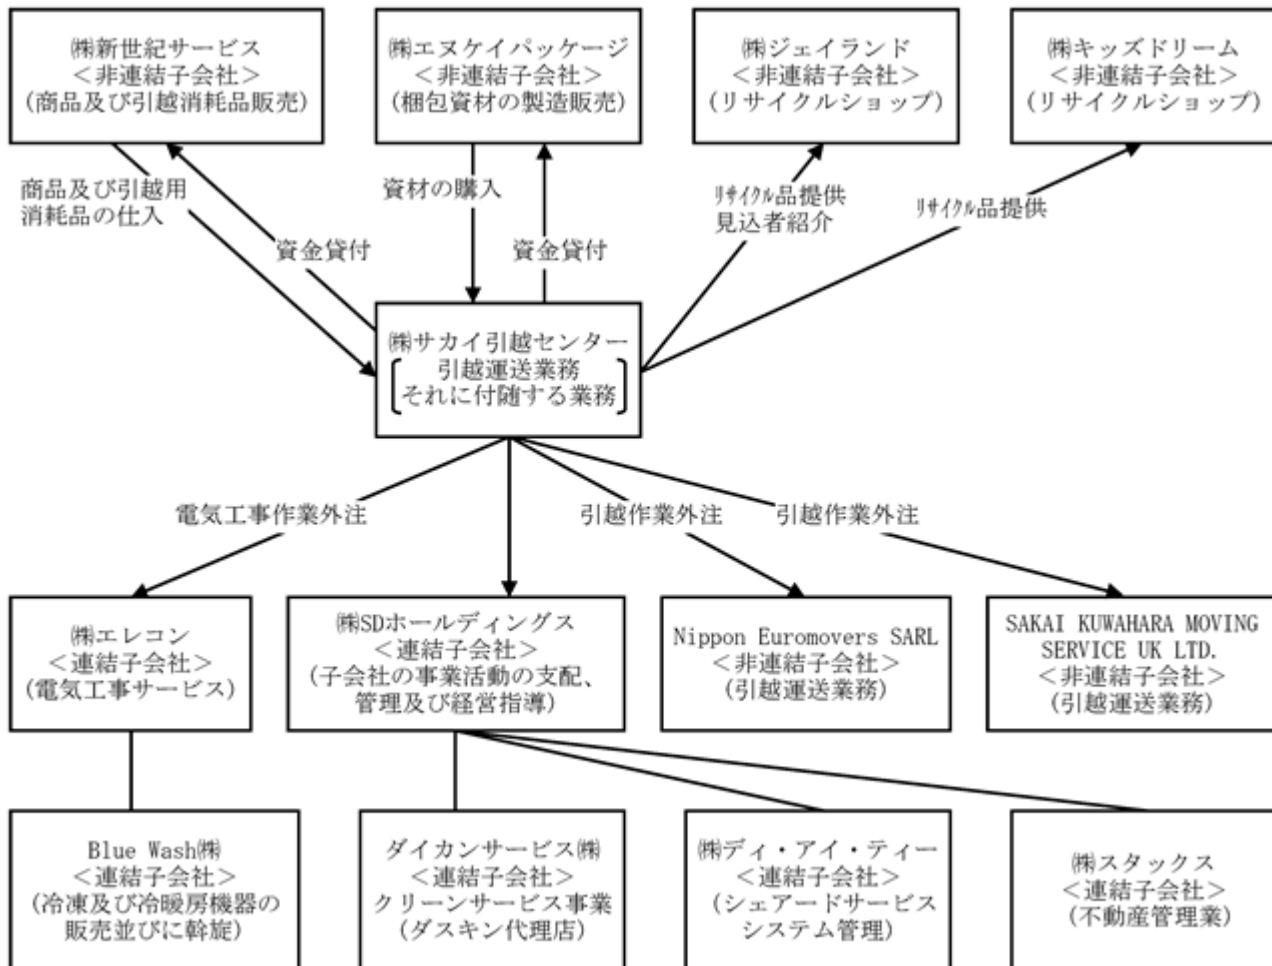 ㈱新世紀サービス
＜非連結子会社＞
(商品及び引越消耗品販売)
㈱エヌケイパッケージ
＜非連結子会社＞
(梱包資材の製造販売)
㈱ジェイランド
＜非連結子会社＞
(リサイクルショップ)
㈱キッズドリーム
＜非連結子会社＞
(リサイクルショップ)
商品及び引越用
消耗品の仕入
資金貸付
資材の購入
資金貸付
ﾘｻｲｸﾙ品提供
見込者紹介
ﾘｻｲｸﾙ品提供
㈱サカイ引越センター
引越運送業務
それに付随する業務
電気工事作業外注
引越作業外注
引越作業外注
㈱エレコン
＜連結子会社＞
(電気工事サービス)
㈱SDホールディングス
＜連結子会社＞
(子会社の事業活動の支配、
管理及び経営指導)
Nippon Euromovers SARL
＜非連結子会社＞
(引越運送業務)
SAKAI KUWAHARA MOVING
SERVICE UK LTD.
＜非連結子会社＞
(引越運送業務)
Blue Wash㈱
＜連結子会社＞
(冷凍及び冷暖房機器の
販売並びに斡旋)
ダイカンサービス㈱
＜連結子会社＞
クリーンサービス事業
(ダスキン代理店)
㈱ディ・アイ・ティー
＜連結子会社＞
(シェアードサービス
システム管理)
㈱スタックス
＜連結子会社＞
(不動産管理業)